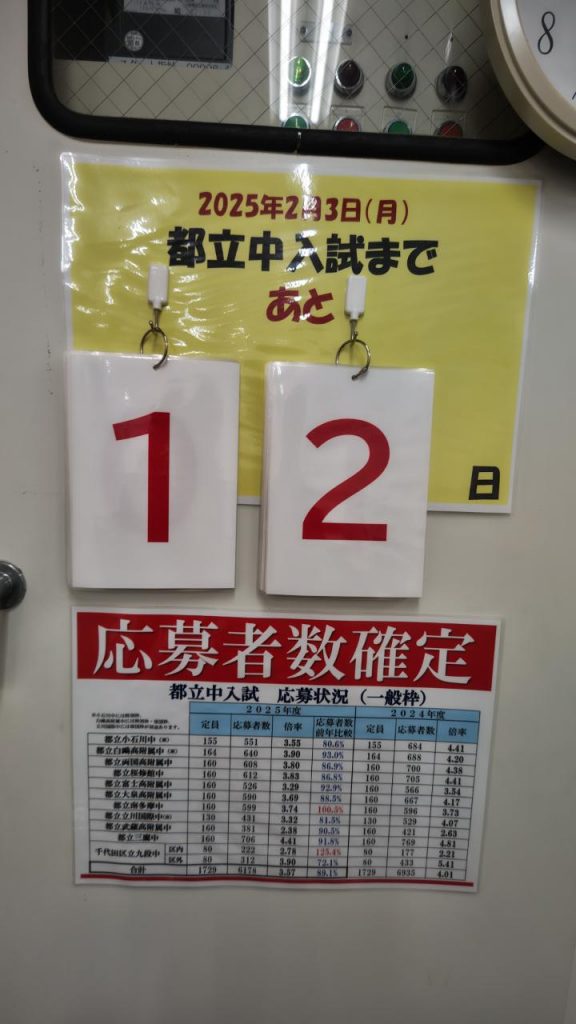 8
2025年2月3日(月)
都立中入試まで
あと
1 2
日
応募者数確定
都立中入試 応募状況 (一般枠)
2025年度 2024年度
定員 応募者数 倍率 応募者数前年比較 定員 応募者数 倍率
都立小石川中 155 551 3.55 80.6% 155 684 4.41
都立白鷗高附属中 164 640 3.90 93.0% 164 688 4.20
都立両国高附属中 160 608 3.80 86.9% 160 700 4.38
都立桜修館中 160 612 3.83 86.8% 160 705 4.41
都立富士高附属中 160 526 3.29 92.9% 160 566 3.54
都立大泉高附属中 160 590 3.69 88.5% 160 667 4.17
都立南多摩中 160 599 3.74 100.5% 160 596 3.73
都立立川国際中 130 431 3.32 81.5% 130 529 4.07
都立武蔵高附属中 160 381 2.38 90.5% 160 421 2.63
都立三鷹中 160 706 4.41 91.8% 160 769 4.81
千代田区立九段中 区内 80 222 2.78 125.4% 80 177 2.21
区外 80 312 3.90 72.1% 80 433 5.41
合計 1729 6178 3.57 89.1% 1729 6935 4.01